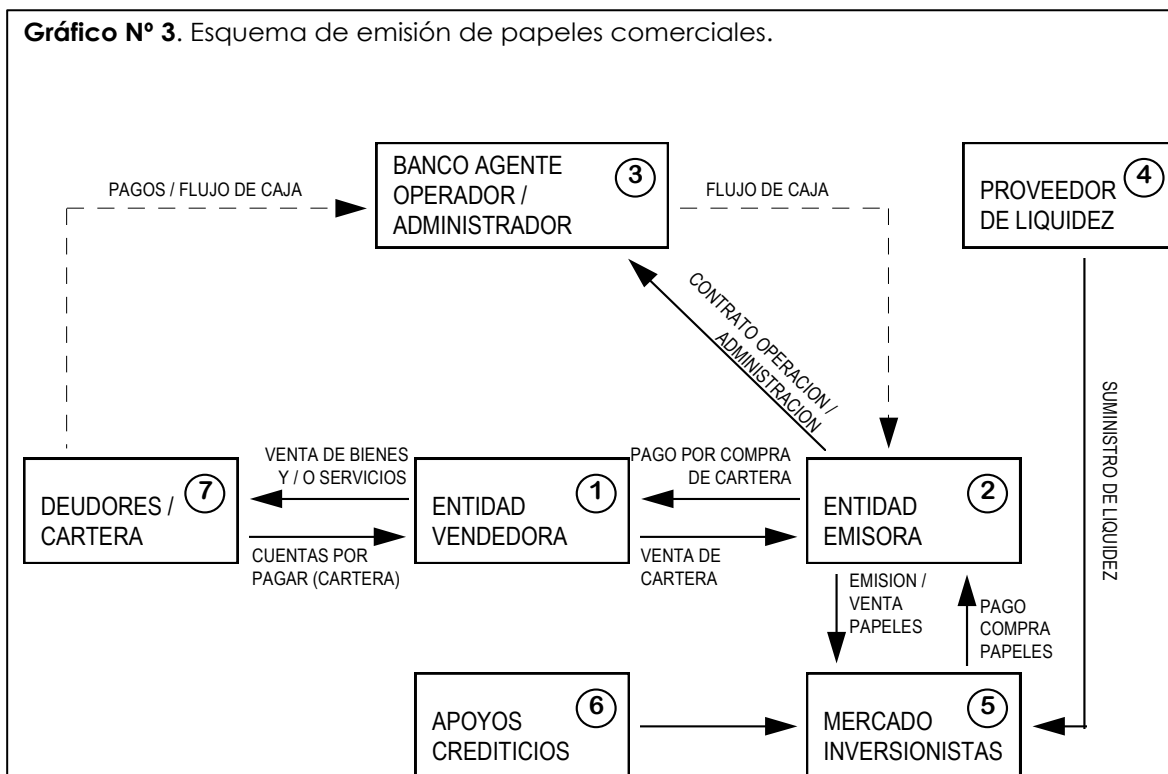 Gráfico Nº 3. Esquema de emisión de papeles comerciales.
BANCO AGENTE
OPERADOR /
ADMINISTRADOR
3
PROVEEDOR
DE LIQUIDEZ
4
PAGOS / FLUJO DE CAJA
FLUJO DE CAJA
CONTRATO OPERACION /
ADMINISTRACION
SUMINISTRO DE LIQUIDEZ
DEUDORES /
CARTERA
7
VENTA DE BIENES
Y / O SERVICIOS
CUENTAS POR
PAGAR (CARTERA)
ENTIDAD
VENDEDORA
1
PAGO POR COMPRA
DE CARTERA
VENTA DE
CARTERA
ENTIDAD
EMISORA
2
EMISION /
VENTA
PAPELES
PAGO
COMPRA
PAPELES
APOYOS
CREDITICIOS
6
MERCADO
INVERSIONISTAS
5